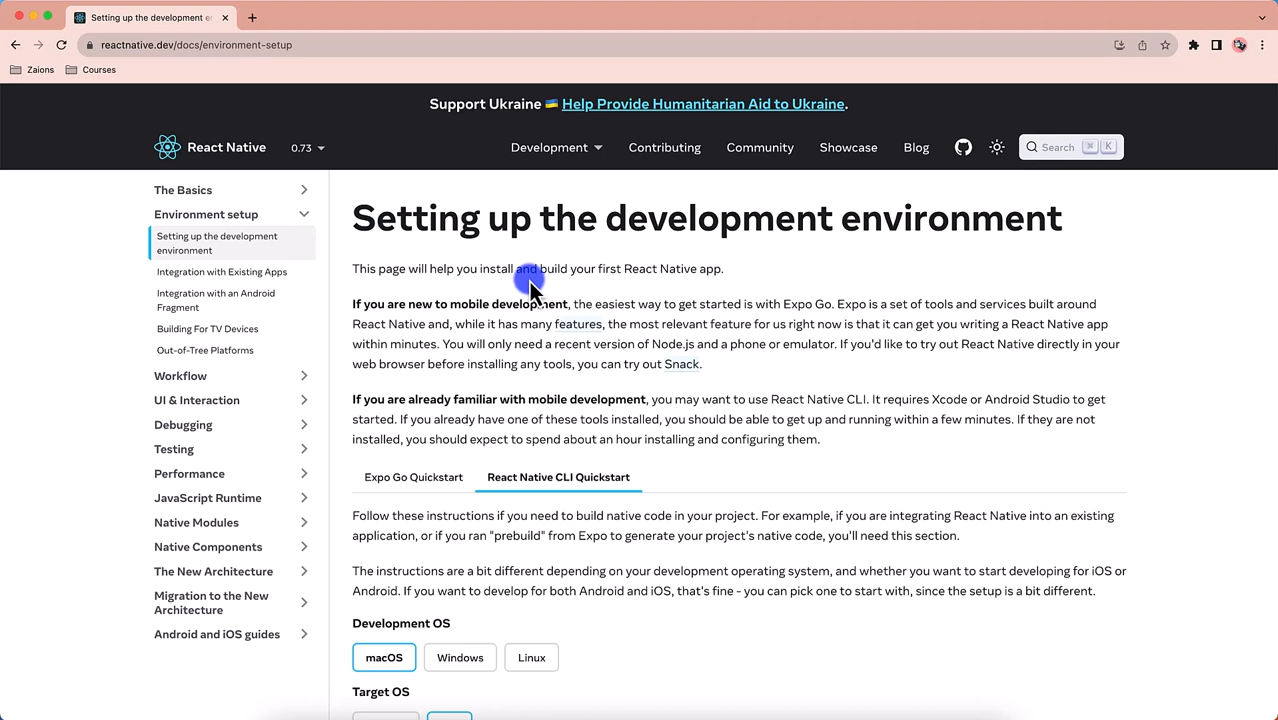 Setting up the development e
reactnative.dev/docs/environment-setup
Zaions
Courses
Support Ukraine 🇺🇦 Help Provide Humanitarian Aid to Ukraine.
React Native
0.73
Development
Contributing
Community
Showcase
Blog
Search
⌘
K
The Basics
Environment setup
Setting up the development
environment
Integration with Existing Apps
Integration with an Android
Fragment
Building For TV Devices
Out-of-Tree Platforms
Workflow
UI & Interaction
Debugging
Testing
Performance
JavaScript Runtime
Native Modules
Native Components
The New Architecture
Migration to the New
Architecture
Android and iOS guides
Setting up the development environment
This page will help you install and build your first React Native app.
If you are new to mobile development, the easiest way to get started is with Expo Go. Expo is a set of tools and services built around
React Native and, while it has many features, the most relevant feature for us right now is that it can get you writing a React Native app
within minutes. You will only need a recent version of Node.js and a phone or emulator. If you'd like to try out React Native directly in your
web browser before installing any tools, you can try out Snack.
If you are already familiar with mobile development, you may want to use React Native CLI. It requires Xcode or Android Studio to get
started. If you already have one of these tools installed, you should be able to get up and running within a few minutes. If they are not
installed, you should expect to spend about an hour installing and configuring them.
Expo Go Quickstart
React Native CLI Quickstart
Follow these instructions if you need to build native code in your project. For example, if you are integrating React Native into an existing
application, or if you ran "prebuild" from Expo to generate your project's native code, you'll need this section.
The instructions are a bit different depending on your development operating system, and whether you want to start developing for iOS or
Android. If you want to develop for both Android and iOS, that's fine - you can pick one to start with, since the setup is a bit different.
Development OS
macOS
Windows
Linux
Target OS